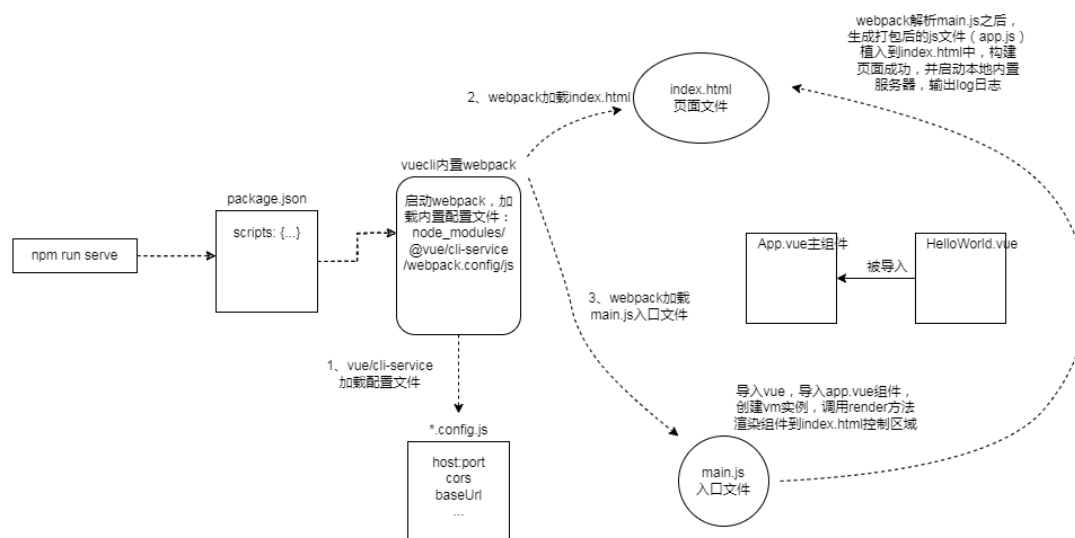 webpack解析main.js之后，
生成打包后的js文件（app.js）
植入到index.html中，构建
页面成功，并启动本地内置
服务器，输出log日志
2、webpack加载index.html
index.html
页面文件
vuecli内置webpack
启动webpack，加
载内置配置文件：
node_modules/
@vue/cli-service
/webpack.config/js
package.json
scripts: {...}
npm run serve
App.vue主组件
HelloWorld.vue
被导入
3、webpack加载
main.js入口文件
1、vue/cli-service
加载配置文件
导入vue，导入app.vue组件，
创建vm实例，调用render方法
渲染组件到index.html控制区域
*.config.js
host:port
cors
baseUrl
...
main.js
入口文件